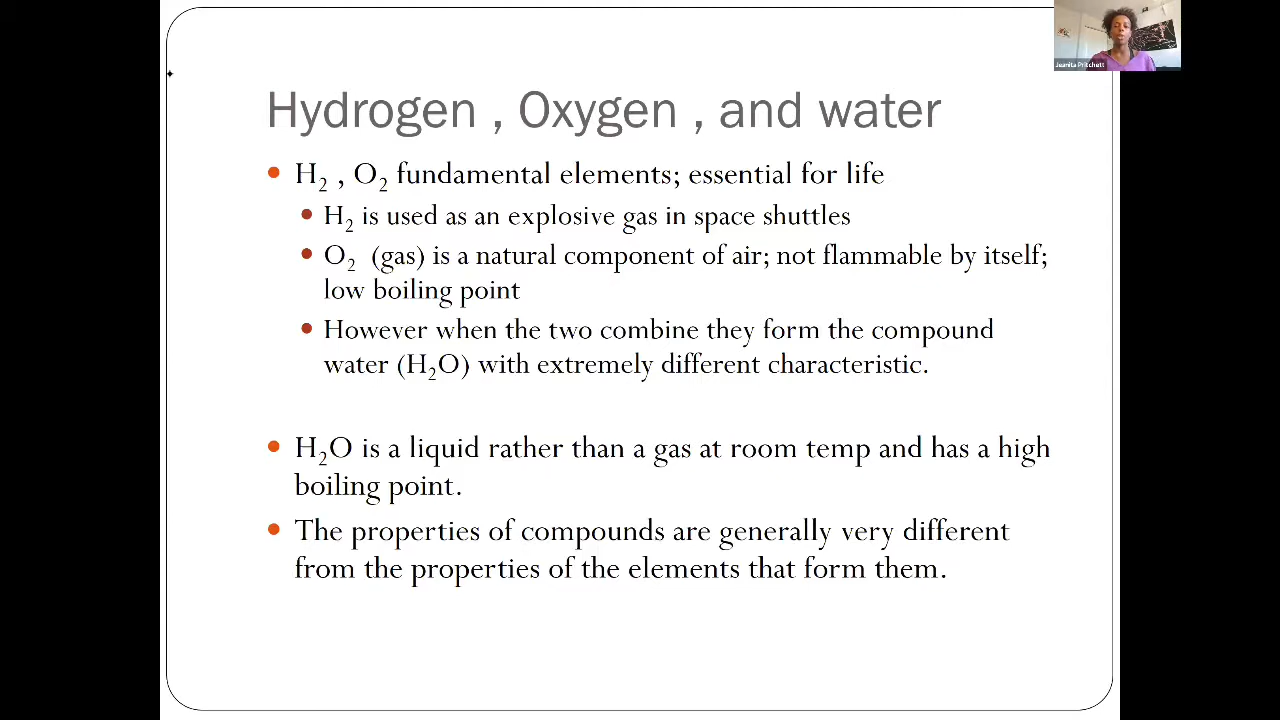 Jeanita Pritchett
Hydrogen , Oxygen , and water
• H₂ , O₂ fundamental elements; essential for life
• H₂ is used as an explosive gas in space shuttles
• O₂ (gas) is a natural component of air; not flammable by itself;
low boiling point
• However when the two combine they form the compound
water (H₂O) with extremely different characteristic.
• H₂O is a liquid rather than a gas at room temp and has a high
boiling point.
• The properties of compounds are generally very different
from the properties of the elements that form them.